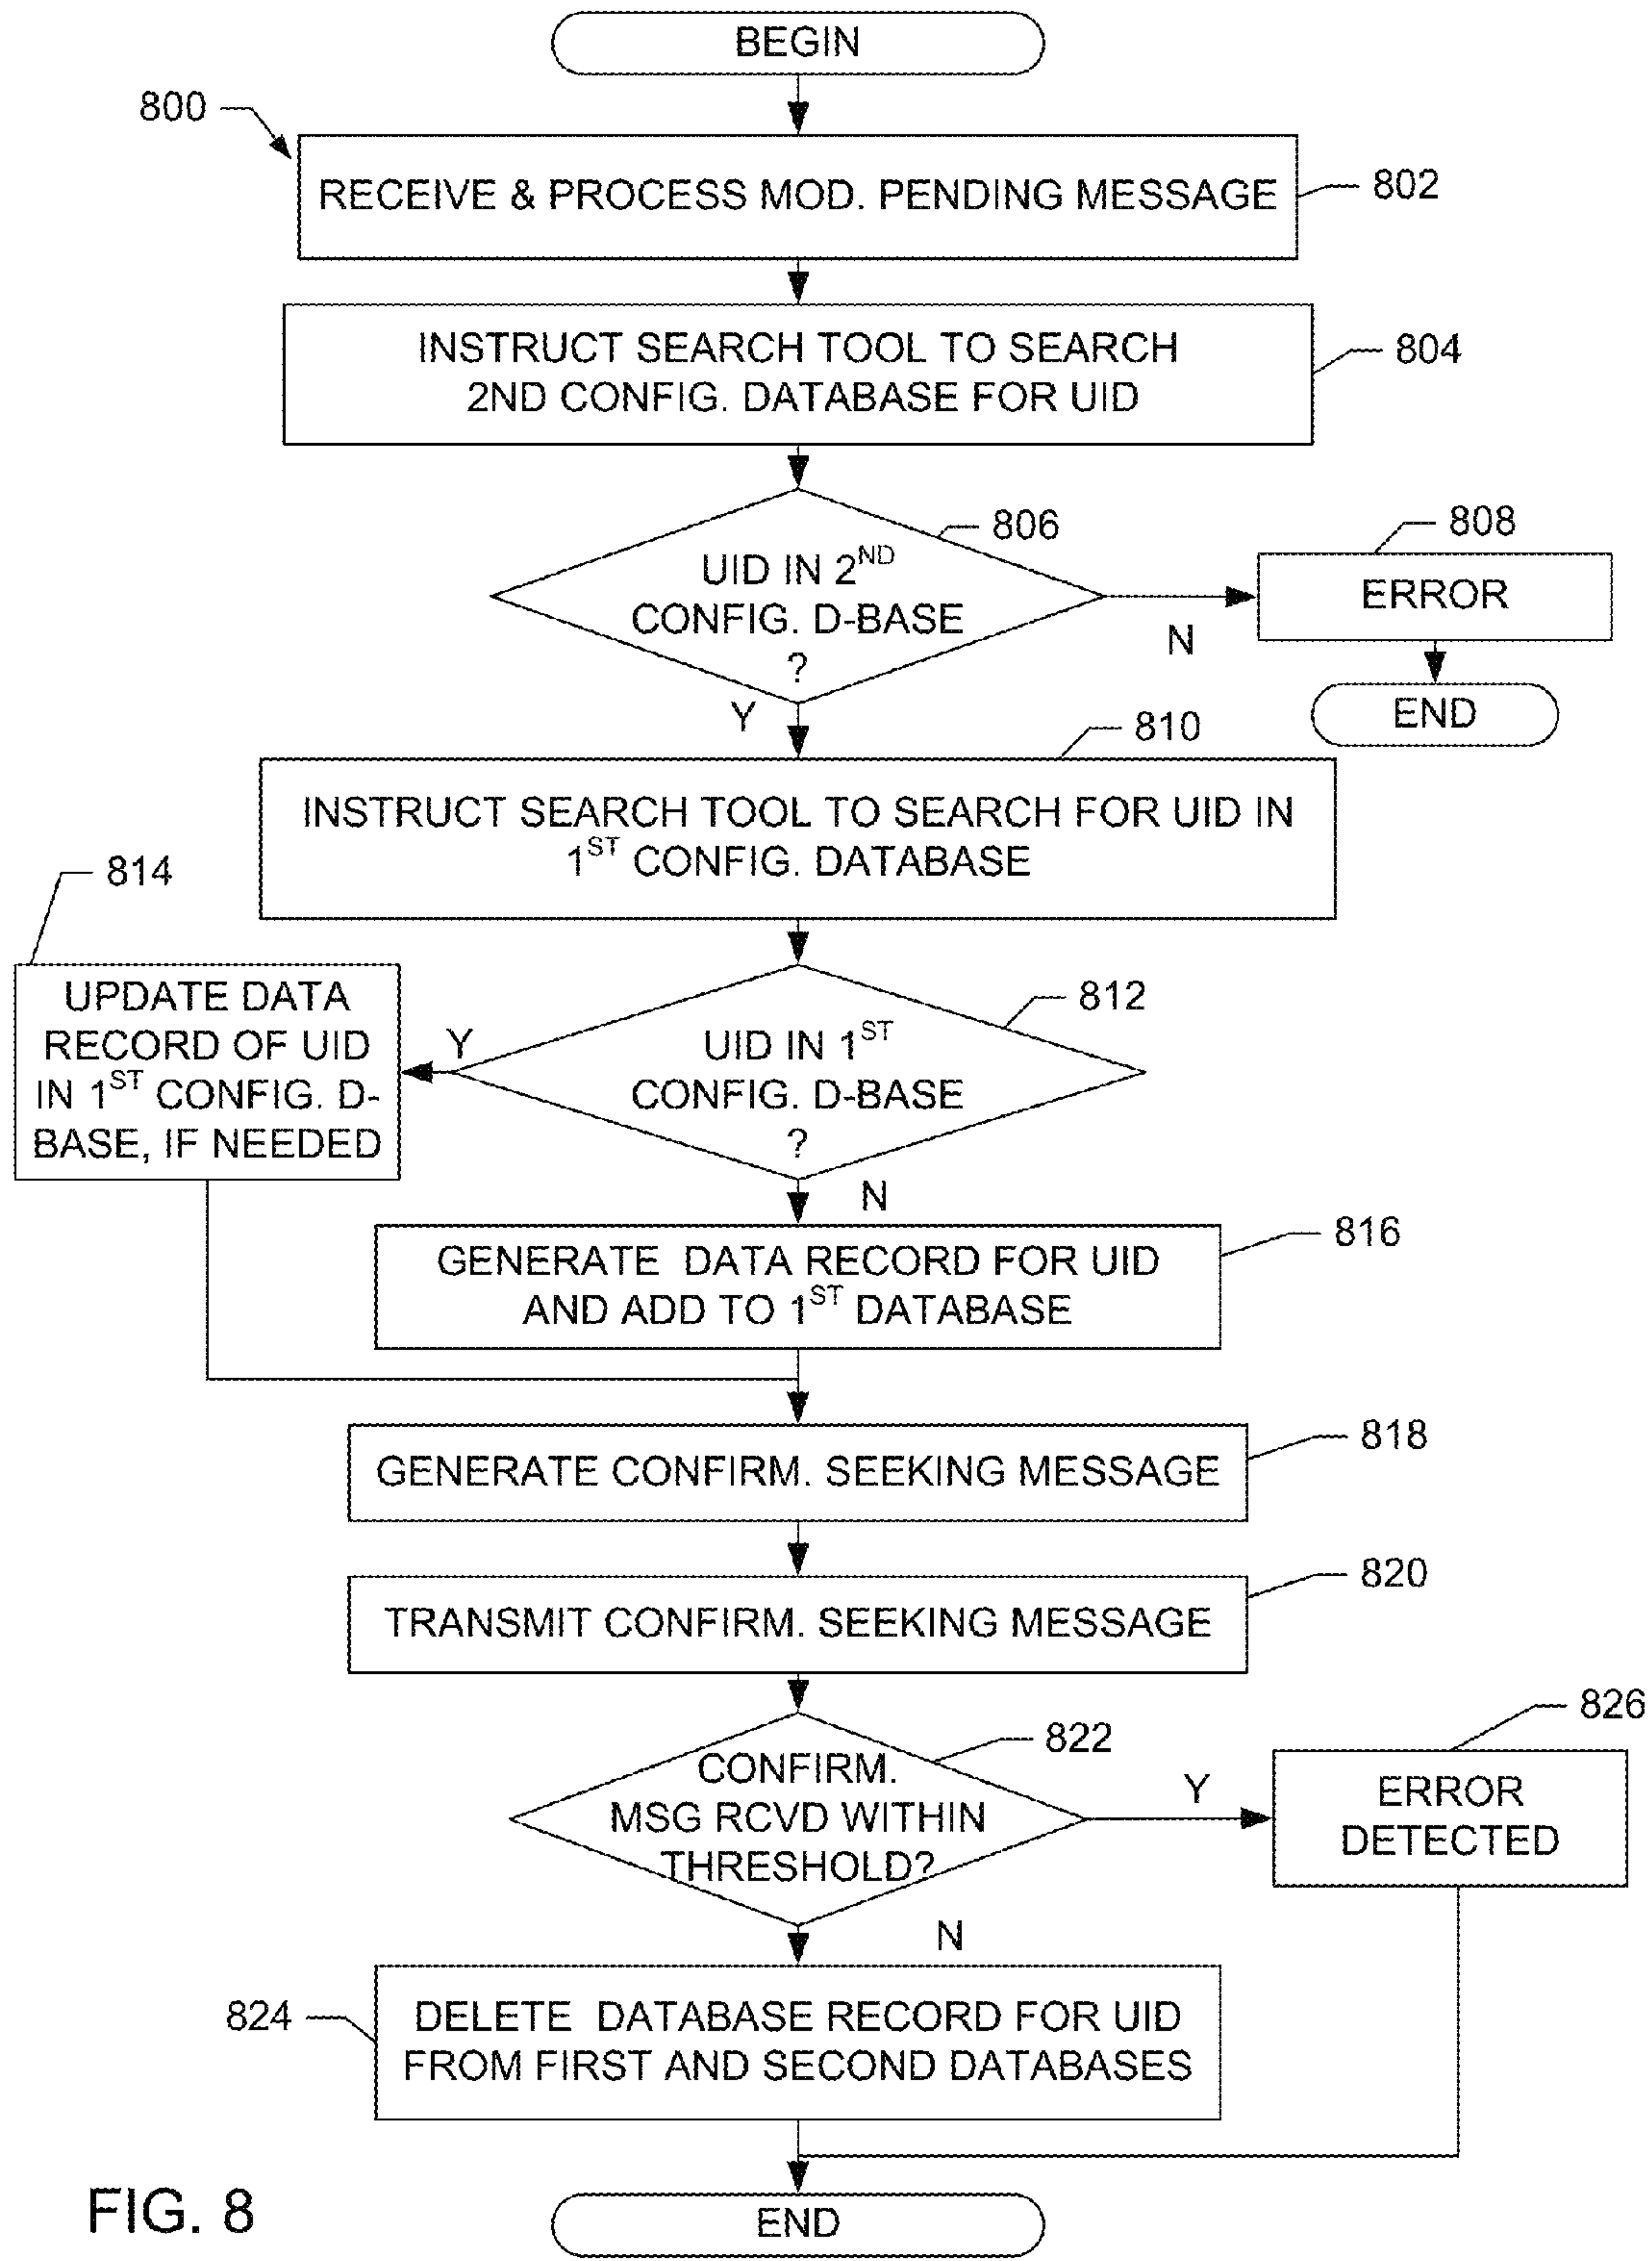 BEGIN
800
RECEIVE & PROCESS MOD. PENDING MESSAGE
802
INSTRUCT SEARCH TOOL TO SEARCH
2ND CONFIG. DATABASE FOR UID
804
806
UID IN 2ND
CONFIG. D-BASE
?
N
808
ERROR
END
Y
810
INSTRUCT SEARCH TOOL TO SEARCH FOR UID IN
1ST CONFIG. DATABASE
814
UPDATE DATA
RECORD OF UID
IN 1ST CONFIG. D-
BASE, IF NEEDED
Y
812
UID IN 1ST
CONFIG. D-BASE
?
N
816
GENERATE DATA RECORD FOR UID
AND ADD TO 1ST DATABASE
818
GENERATE CONFIRM. SEEKING MESSAGE
820
TRANSMIT CONFIRM. SEEKING MESSAGE
822
CONFIRM.
MSG RCVD WITHIN
THRESHOLD?
Y
826
ERROR
DETECTED
N
824
DELETE DATABASE RECORD FOR UID
FROM FIRST AND SECOND DATABASES
END
FIG. 8